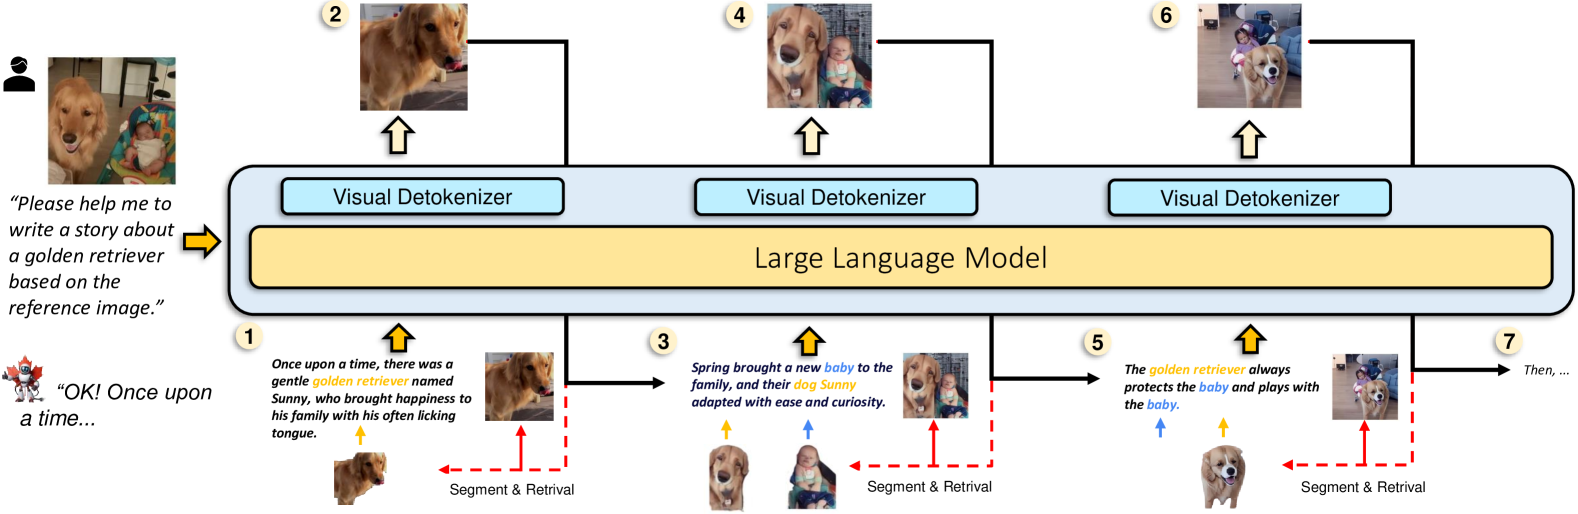 2
4
6
Visual Detokenizer
Visual Detokenizer
Visual Detokenizer
Large Language Model
“Please help me to
write a story about
a golden retriever
based on the
reference image.”
“OK! Once upon
a time...
1
Once upon a time, there was a
gentle golden retriever named
Sunny, who brought happiness to
his family with his often licking
tongue.
Segment & Retrival
3
Spring brought a new baby to the
family, and their dog Sunny
adapted with ease and curiosity.
Segment & Retrival
5
The golden retriever always
protects the baby and plays with
the baby.
Segment & Retrival
7
Then, ...